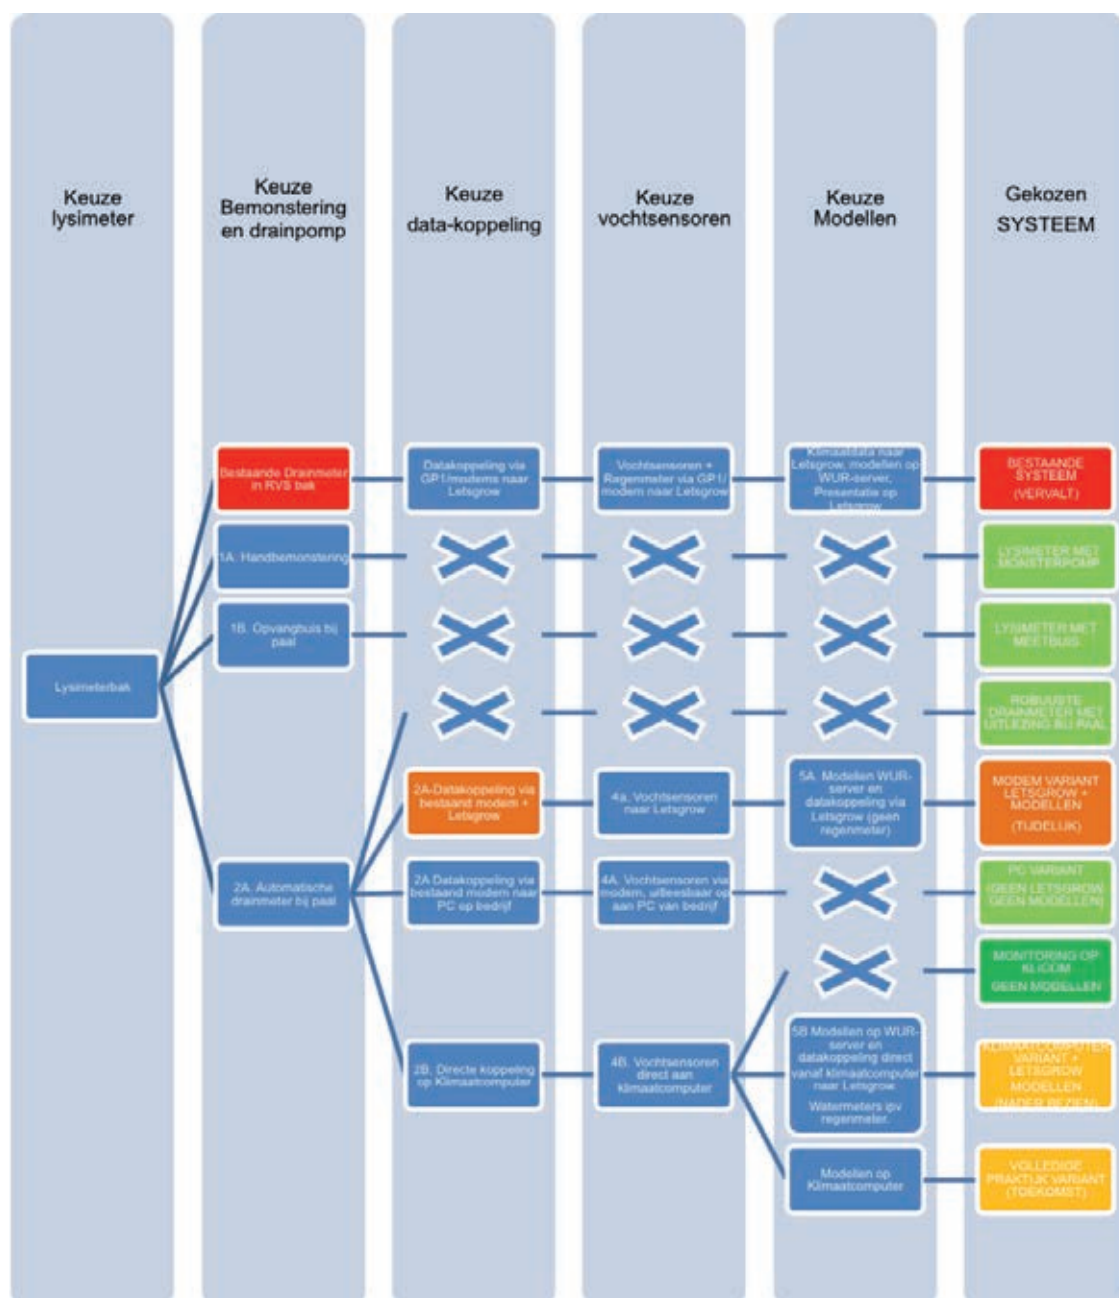 Keuze
lysimeter
Keuze
Bemonstering
en drainpomp
Keuze
data-koppeling
Keuze
vochtsensoren
Keuze
Modellen
Gekozen
SYSTEEM
Lysimeterbak
Bestaande Drainmeter
in RVS bak
1A. Handbemonstering
1B. Opvangbuis bij
paal
2A. Automatische
drainmeter bij paal
Datakoppeling via
GP1/modems naar
Letsgrow
2A-Datakoppeling via
bestaand modem +
Letsgrow
2A-Datakoppeling via
bestaand modem naar
PC op bedrijf
2B. Directe koppeling
op Klimaatcomputer
Vochtsensoren +
Regenmeter via GP1/
modem naar Letsgrow
4a. Vochtsensoren
naar Letsgrow
4A. Vochtsensoren via
modem, uitleesbaar op
aan PC van bedrijf
4B. Vochtsensoren
direct aan
klimaatcomputer
Klimaatdata naar
Letsgrow, modellen op
WUR-server,
Presentatie op
Letsgrow
5A. Modellen WUR-
server en
datakoppeling via
Letsgrow (geen
regenmeter)
5B Modellen op WUR-
server en
datakoppeling direct
vanaf klimaatcomputer
naar Letsgrow
Watermeters ipv
regenmeter.
Modellen op
Klimaatcomputer
BESTAANDE
SYSTEEM
(VERVALT)
LYSIMETER MET
MONSTERPOMP
LYSIMETER MET
MEETBUIS
ROBUUSTE
DRAINMETER MET
UITLEZING BIJ PAAL
MODEM VARIANT
LETSGROW +
MODELLEN
(TIJDELIJK)
PC VARIANT
(GEEN LETSGROW
GEEN MODELLEN)
MONITORING OP
KLICOM
GEEN MODELLEN
KLIMAATCOMPUTER
VARIANT +
LETSGROW
MODELLEN
(NADER BEZIEN)
VOLLEDIGE
PRAKTIJK VARIANT
(TOEKOMST)